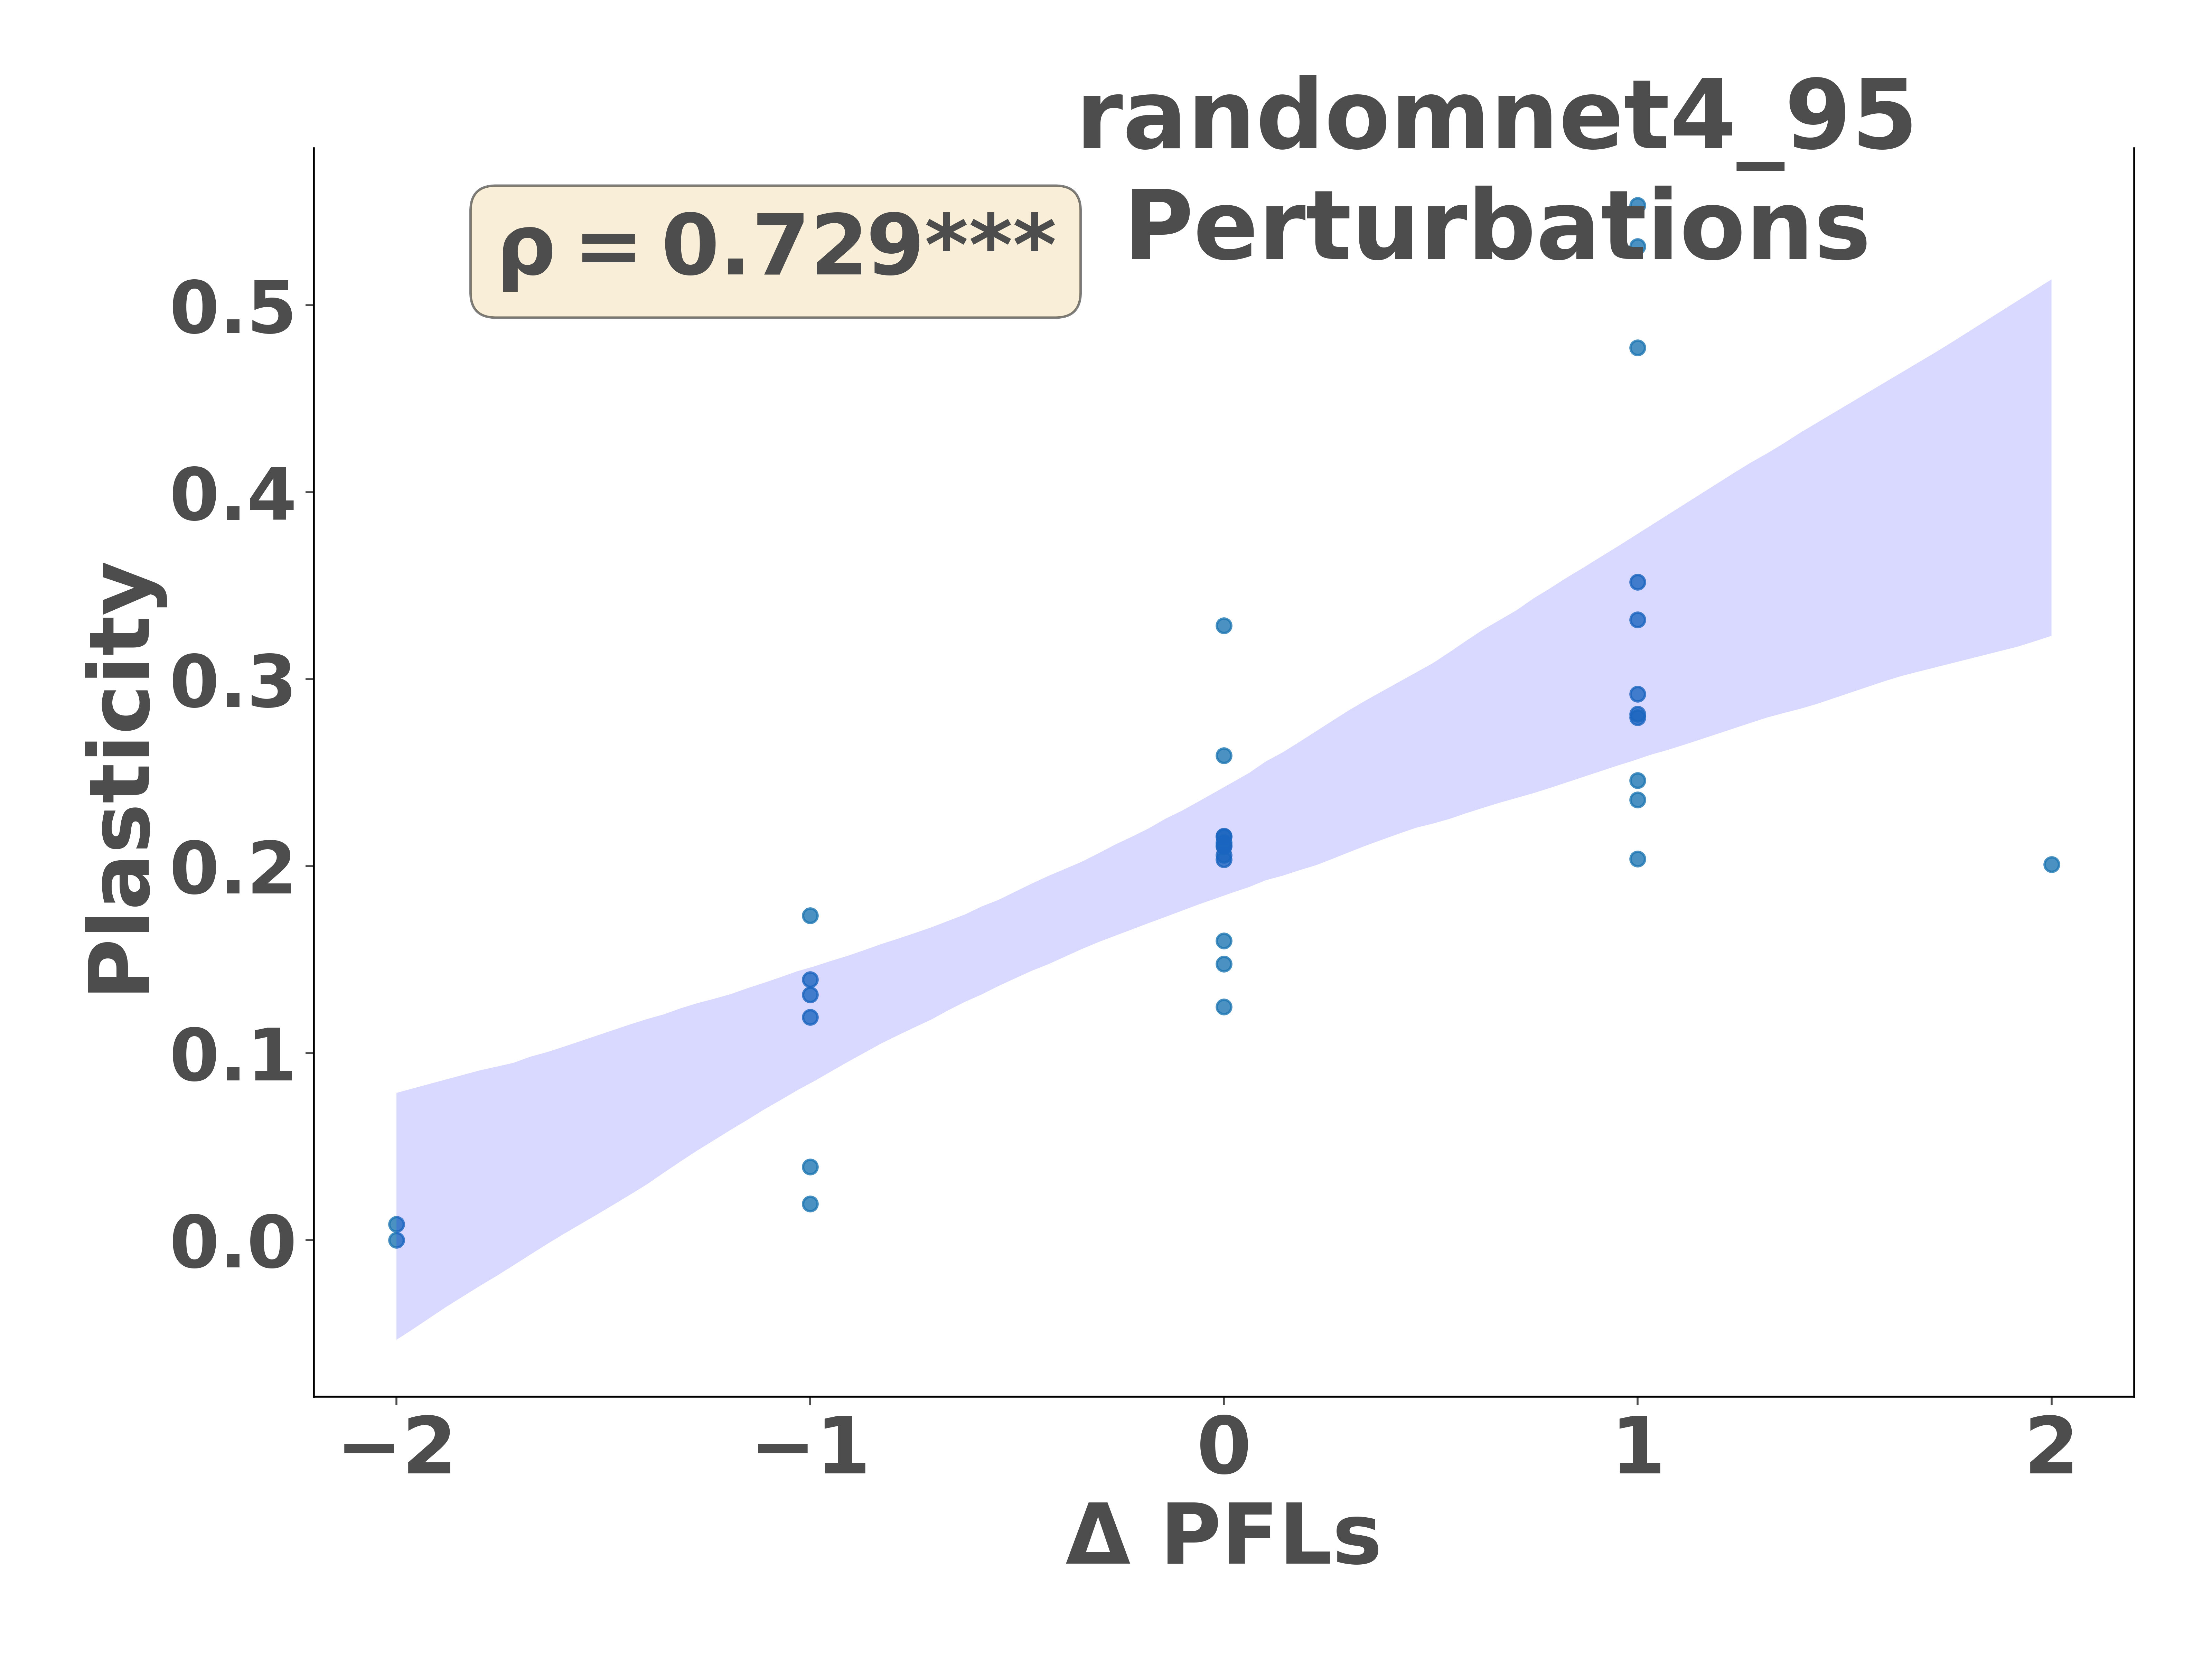 randomnet4_95
Perturbations
ρ = 0.729***
Plasticity
0.5
0.4
0.3
0.2
0.1
0.0
−2 −1 0 1 2
Δ PFLs